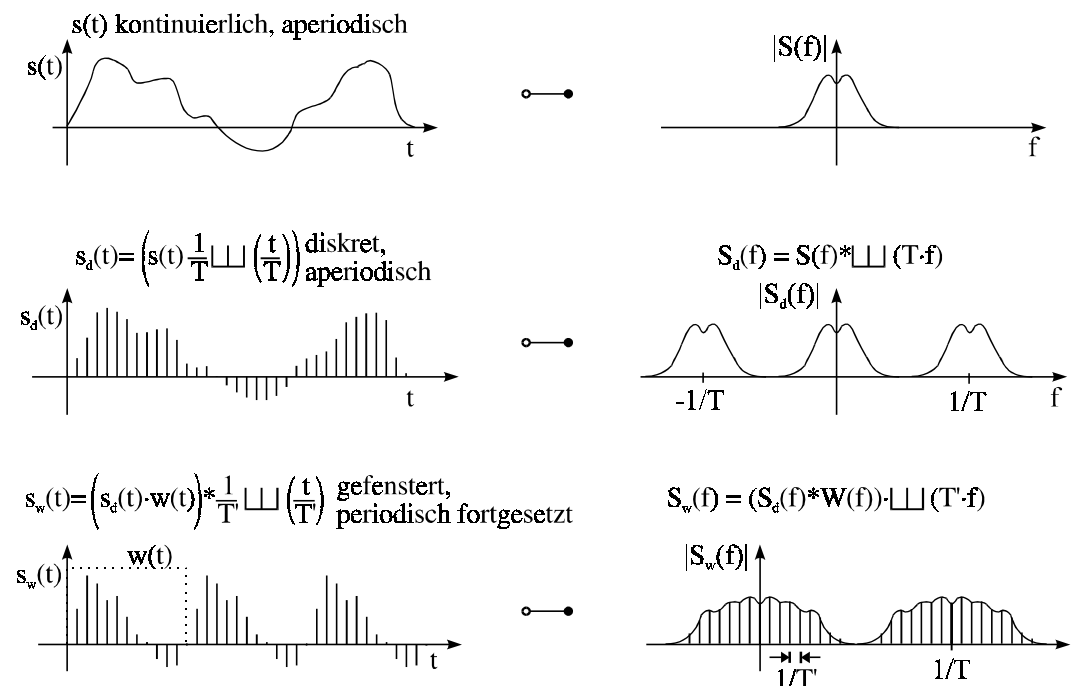 s(t) kontinuierlich, aperiodisch
s(t)
t
|S(f)|
f
s_d(t)=(s(t) 1/T ⊔⊔ (t/T)) diskret,
aperiodisch
S_d(f) = S(f)*⊔⊔ (T·f)
s_d(t)
t
|S_d(f)|
-1/T
1/T
f
s_w(t)=(s_d(t)·w(t))*1/T' ⊔⊔ (t/T') gefenstert,
periodisch fortgesetzt
S_w(f) = (S_d(f)*W(f))·⊔⊔ (T'·f)
s_w(t)
w(t)
t
|S_w(f)|
1/T'
1/T
f